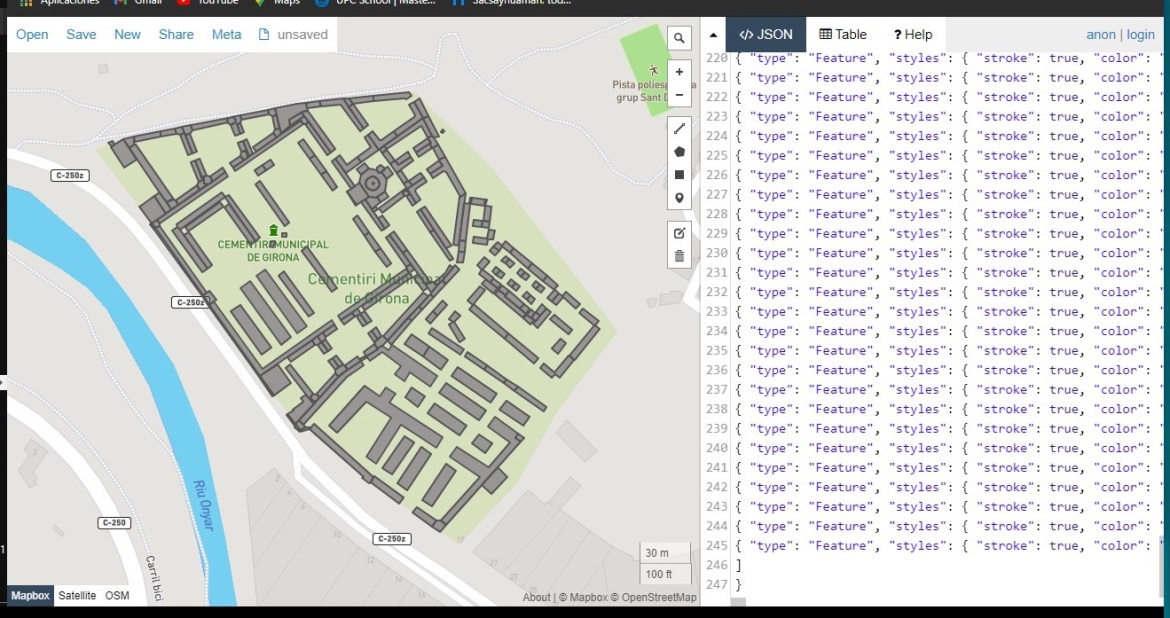 Aplicaciones Gmail YouTube Maps UPC School | Máste... Jacsayhuaman: tod...
Open Save New Share Meta unsaved
</> JSON Table ? Help anon | login
+
−
Pista poliesp
grup Sant
C-250z
CEMENTIRI MUNICIPAL
DE GIRONA
Cementiri Municipal
de Girona
C-250z
Riu Onyar
C-250
Carril bici
C-250z
30 m
100 ft
Mapbox Satellite OSM
About | © Mapbox © OpenStreetMap
220 { "type": "Feature", "styles": { "stroke": true, "color": "
221 { "type": "Feature", "styles": { "stroke": true, "color": "
222 { "type": "Feature", "styles": { "stroke": true, "color": "
223 { "type": "Feature", "styles": { "stroke": true, "color": "
224 { "type": "Feature", "styles": { "stroke": true, "color": "
225 { "type": "Feature", "styles": { "stroke": true, "color": "
226 { "type": "Feature", "styles": { "stroke": true, "color": "
227 { "type": "Feature", "styles": { "stroke": true, "color": "
228 { "type": "Feature", "styles": { "stroke": true, "color": "
229 { "type": "Feature", "styles": { "stroke": true, "color": "
230 { "type": "Feature", "styles": { "stroke": true, "color": "
231 { "type": "Feature", "styles": { "stroke": true, "color": "
232 { "type": "Feature", "styles": { "stroke": true, "color": "
233 { "type": "Feature", "styles": { "stroke": true, "color": "
234 { "type": "Feature", "styles": { "stroke": true, "color": "
235 { "type": "Feature", "styles": { "stroke": true, "color": "
236 { "type": "Feature", "styles": { "stroke": true, "color": "
237 { "type": "Feature", "styles": { "stroke": true, "color": "
238 { "type": "Feature", "styles": { "stroke": true, "color": "
239 { "type": "Feature", "styles": { "stroke": true, "color": "
240 { "type": "Feature", "styles": { "stroke": true, "color": "
241 { "type": "Feature", "styles": { "stroke": true, "color": "
242 { "type": "Feature", "styles": { "stroke": true, "color": "
243 { "type": "Feature", "styles": { "stroke": true, "color": "
244 { "type": "Feature", "styles": { "stroke": true, "color": "
245 { "type": "Feature", "styles": { "stroke": true, "color": "
246 ]
247 }